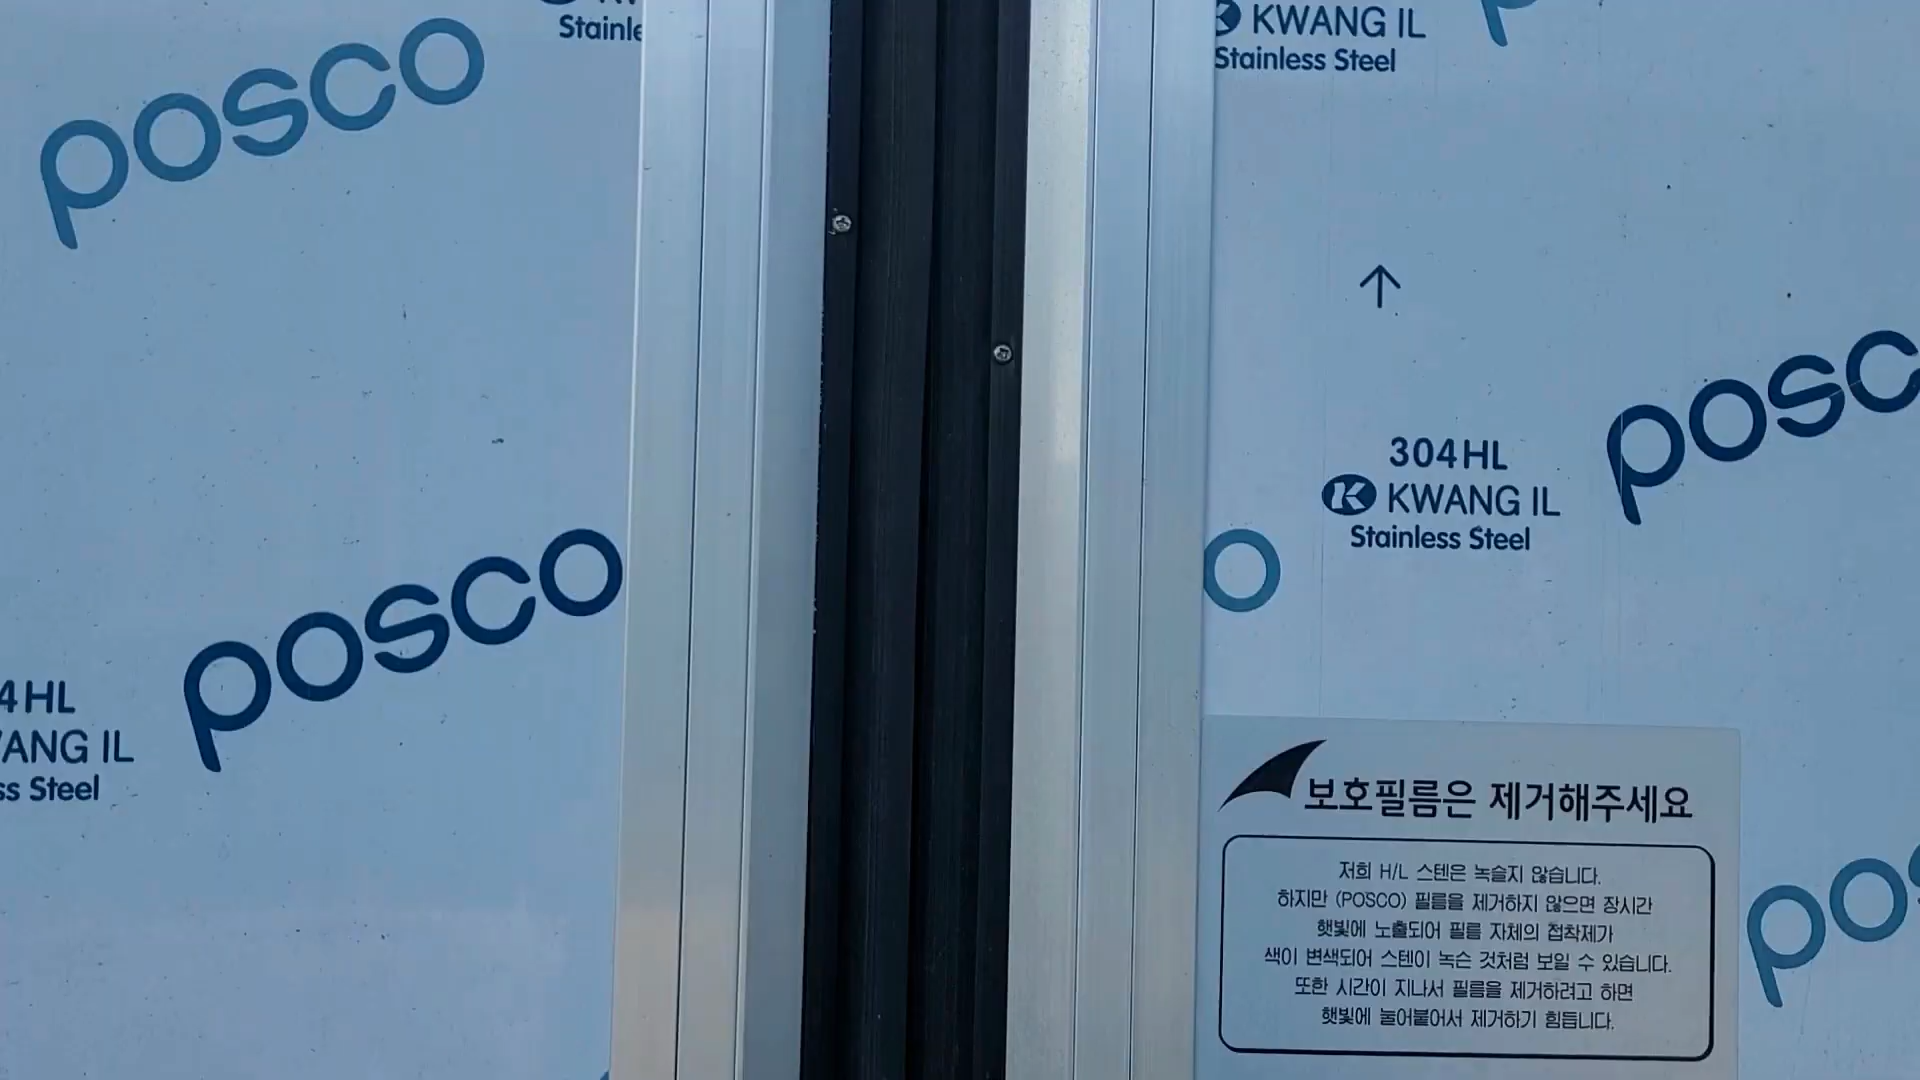 Stainle
KWANG IL
Stainless Steel
posco
304HL
KWANG IL
Stainless Steel
posc
posco
o
4HL
ANG IL
ss Steel
보호필름은 제거해주세요
저희 H/L 스텐은 녹슬지 않습니다.
하지만 (POSCO) 필름을 제거하지 않으면 장시간
햇빛에 노출되어 필름 자체의 접착제가
색이 변색되어 스텐이 녹슨 것처럼 보일 수 있습니다.
또한 시간이 지나서 필름을 제거하려고 하면
햇빛에 눌어붙어서 제거하기 힘듭니다.
pos